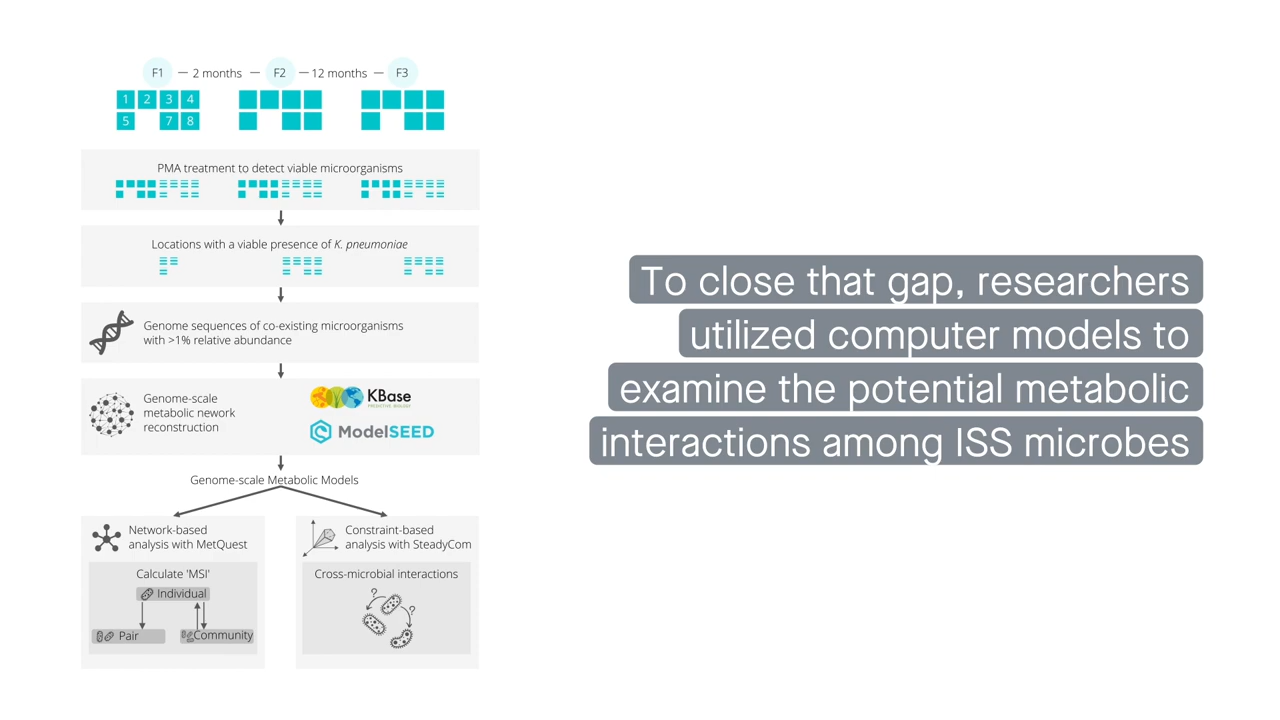 F1 — 2 months — F2 — 12 months — F3
1 2 3 4
5 7 8
PMA treatment to detect viable microorganisms
Locations with a viable presence of K. pneumoniae
Genome sequences of co-existing microorganisms
with >1% relative abundance
Genome-scale
metabolic nework
reconstruction
KBase
PREDICTIVE BIOLOGY
ModelSEED
Genome-scale Metabolic Models
Network-based
analysis with MetQuest
Calculate 'MSI'
Individual
Pair
Community
Constraint-based
analysis with SteadyCom
Cross-microbial interactions
?
?
To close that gap, researchers
utilized computer models to
examine the potential metabolic
interactions among ISS microbes